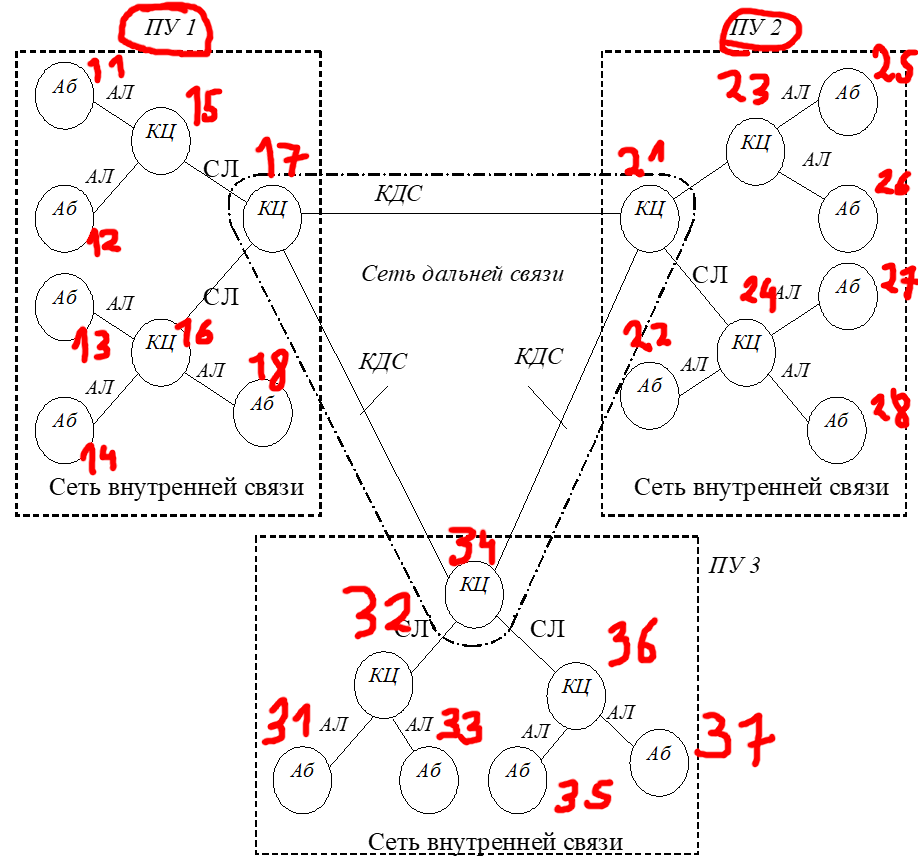 ПУ 1
ПУ 2
11
Аб
АЛ
15
КЦ
АЛ
Аб
12
СЛ
17
КЦ
13
Аб
АЛ
СЛ
16
КЦ
АЛ
Аб
14
АЛ
18
Аб
Сеть внутренней связи
КДС
Сеть дальней связи
КДС
КДС
21
КЦ
23
КЦ
АЛ
25
Аб
АЛ
26
Аб
СЛ
24
АЛ
КЦ
27
Аб
22
Аб
АЛ
АЛ
28
Аб
Сеть внутренней связи
ПУ 3
34
КЦ
32
СЛ
СЛ
36
КЦ
КЦ
31
АЛ
Аб
АЛ
33
Аб
АЛ
Аб
35
АЛ
37
Аб
Сеть внутренней связи